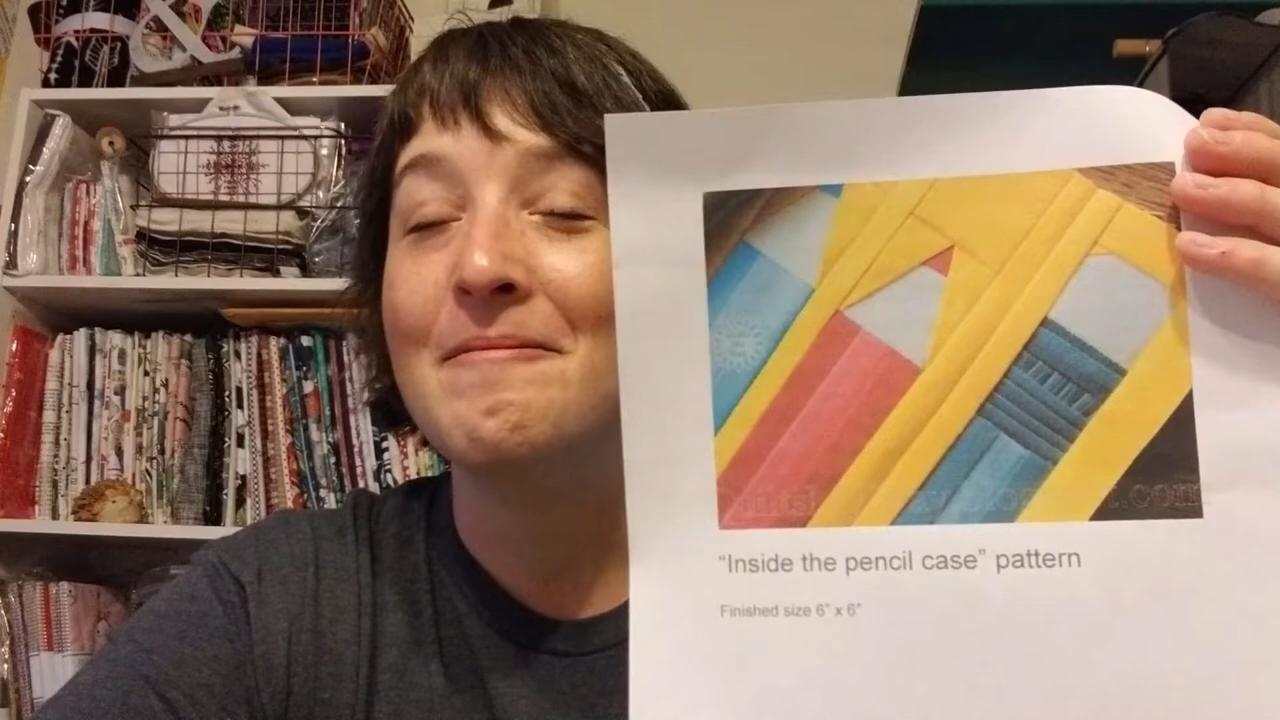 “Inside the pencil case” pattern
Finished size 6” x 6”